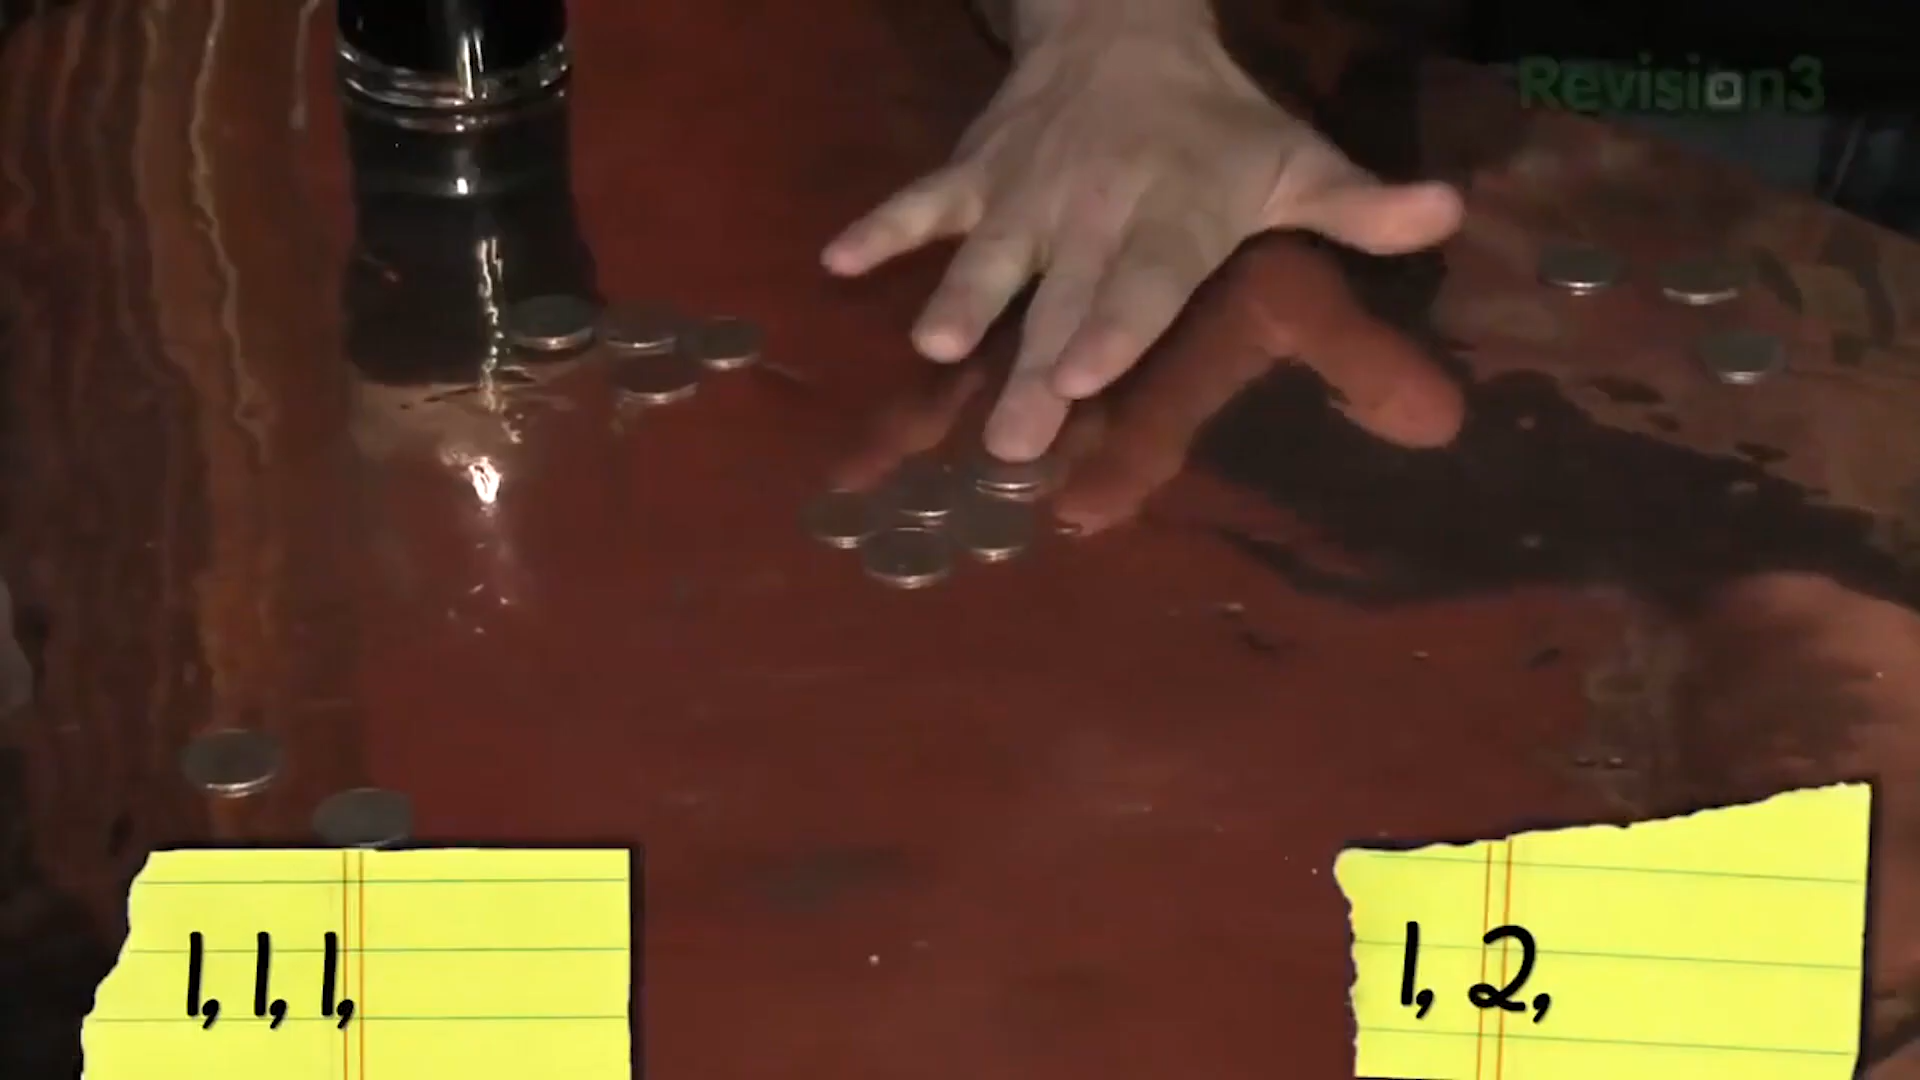 Revision3
1, 1, 1,
1, 2,